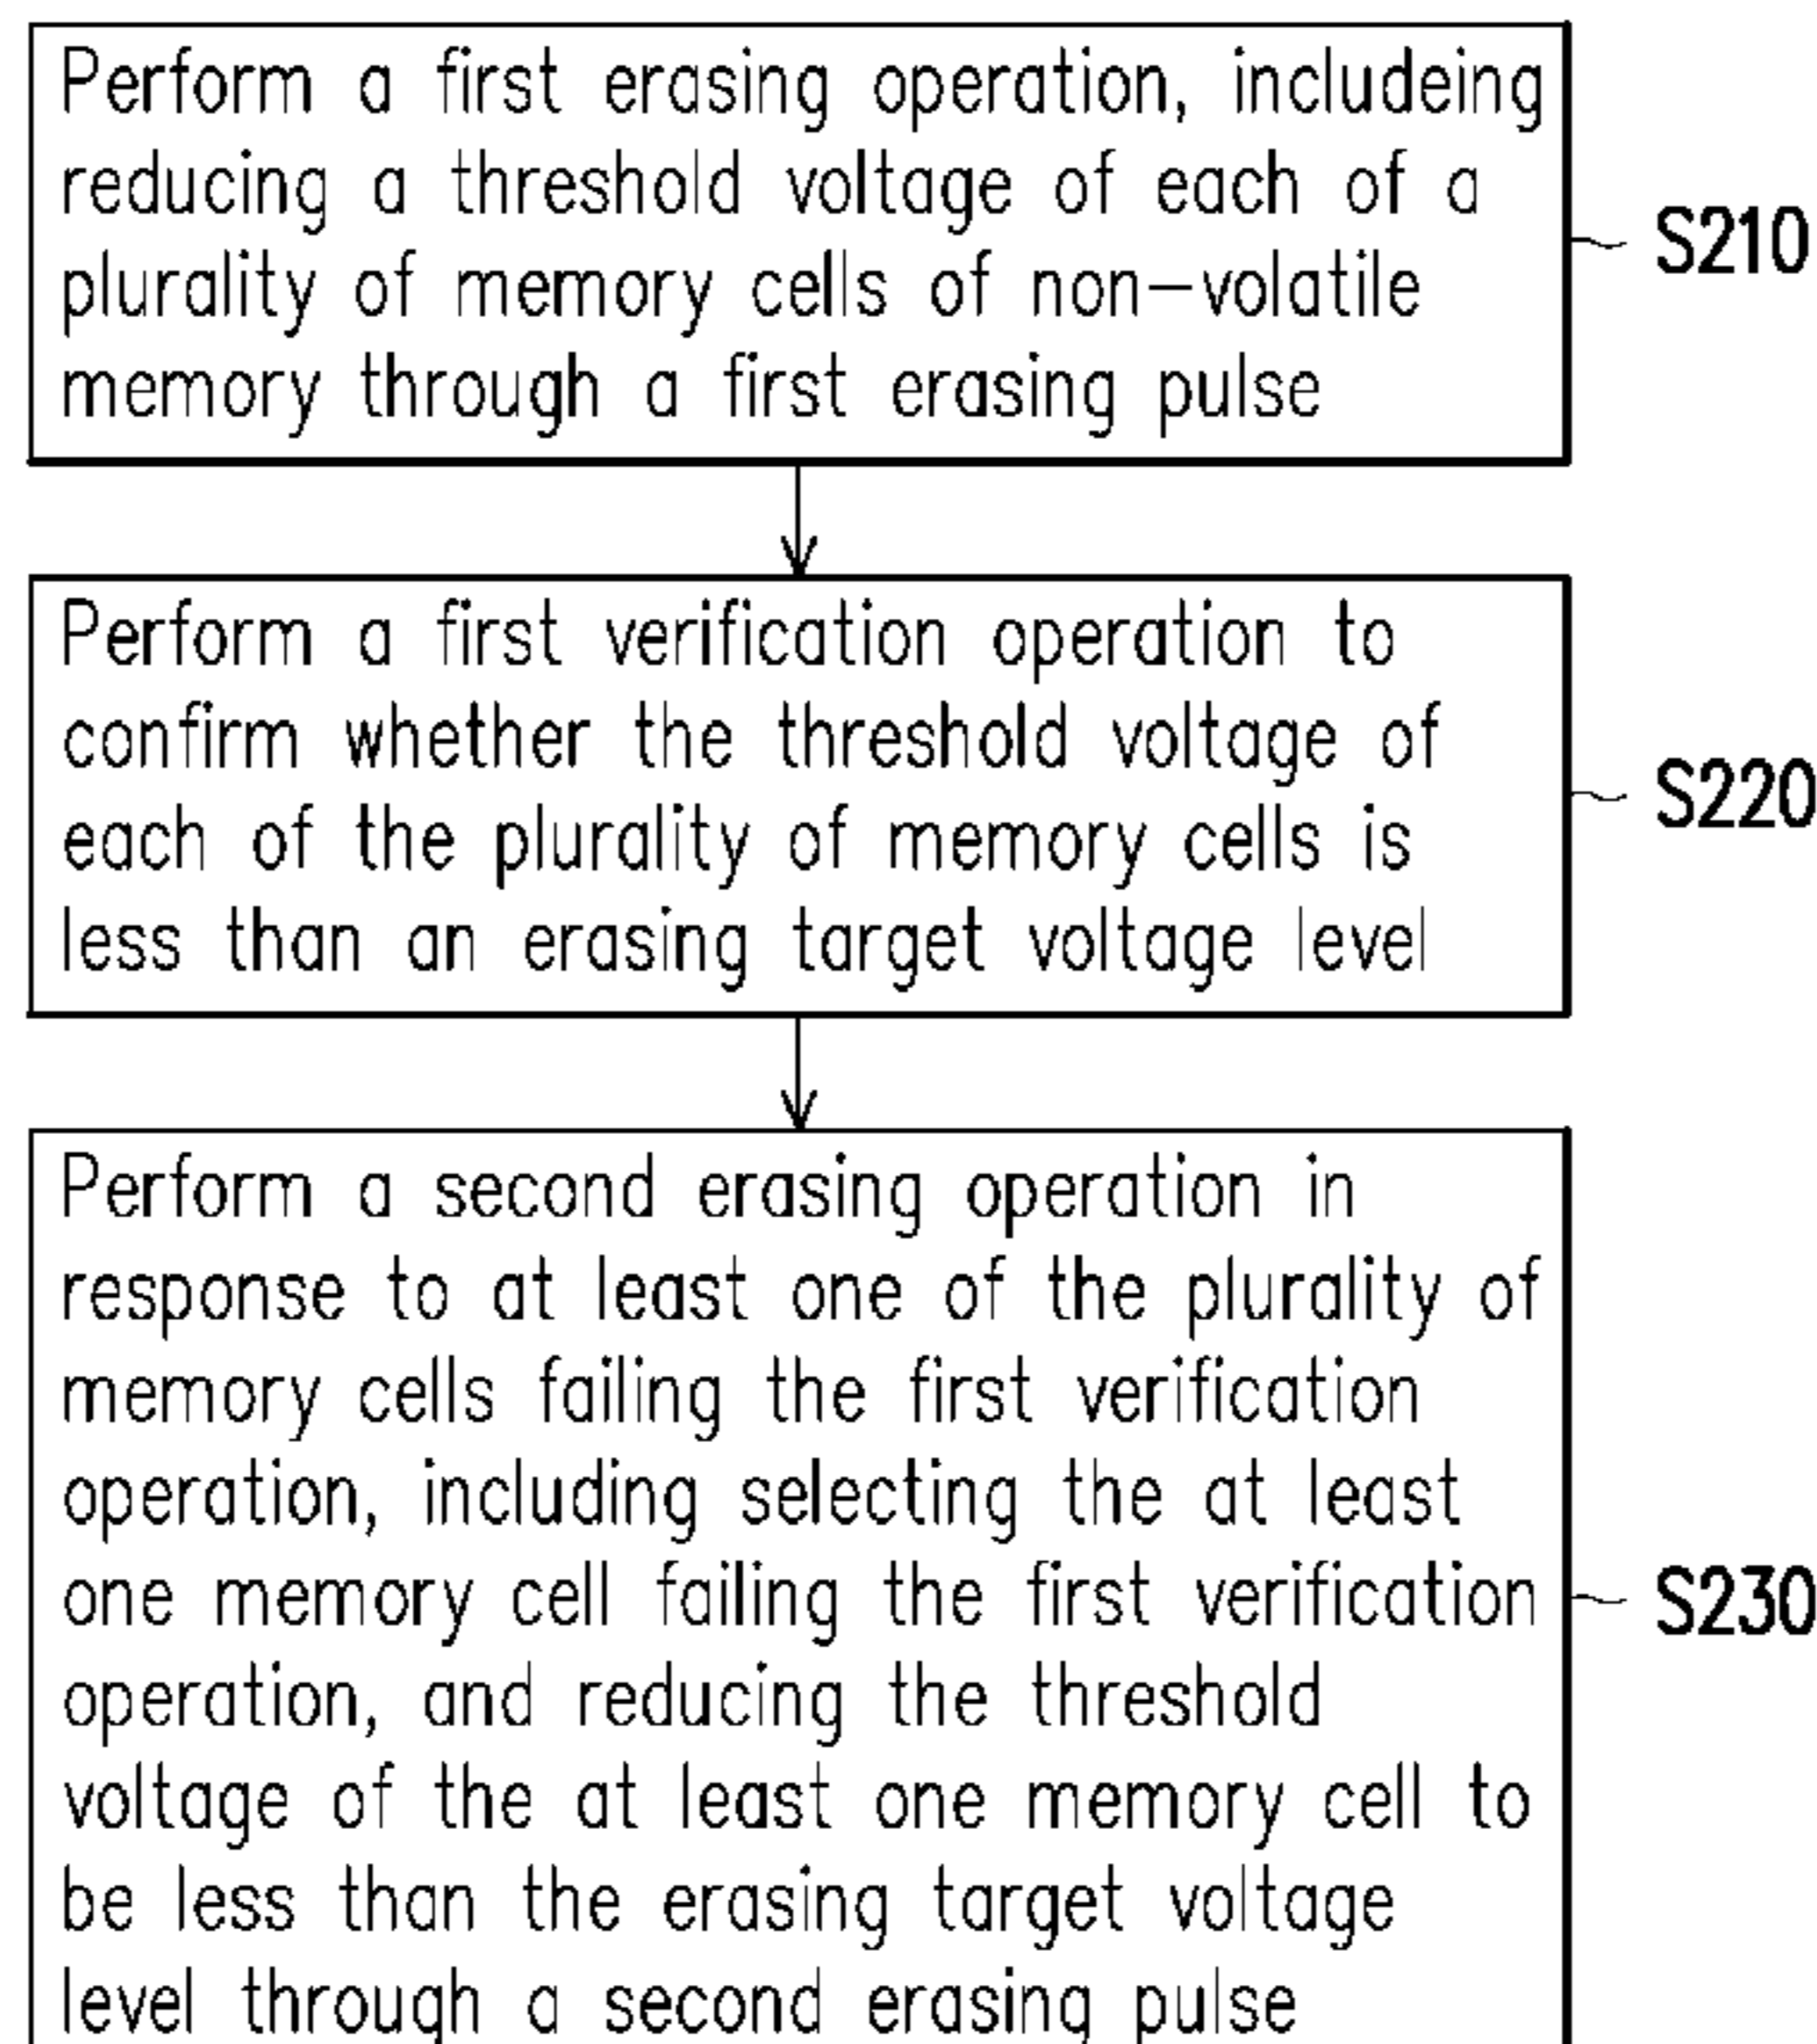 Perform a first erasing operation, includeing
reducing a threshold voltage of each of a
plurality of memory cells of non-volatile
memory through a first erasing pulse
S210
Perform a first verification operation to
confirm whether the threshold voltage of
each of the plurality of memory cells is
less than an erasing target voltage level
S220
Perform a second erasing operation in
response to at least one of the plurality of
memory cells failing the first verification
operation, including selecting the at least
one memory cell failing the first verification
operation, and reducing the threshold
voltage of the at least one memory cell to
be less than the erasing target voltage
level through a second erasing pulse
S230